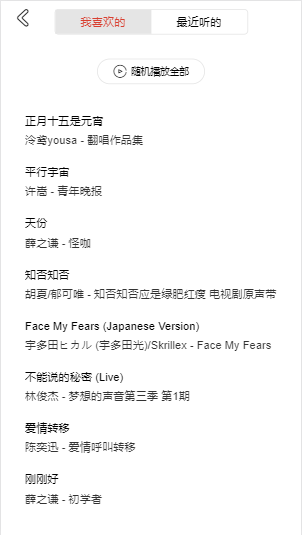 我喜欢的
最近听的
随机播放全部
正月十五是元宵
泠鸢yousa - 翻唱作品集
平行宇宙
许嵩 - 青年晚报
天份
薛之谦 - 怪咖
知否知否
胡夏/郁可唯 - 知否知否应是绿肥红瘦 电视剧原声带
Face My Fears (Japanese Version)
宇多田ヒカル (宇多田光)/Skrillex - Face My Fears
不能说的秘密 (Live)
林俊杰 - 梦想的声音第三季 第1期
爱情转移
陈奕迅 - 爱情呼叫转移
刚刚好
薛之谦 - 初学者